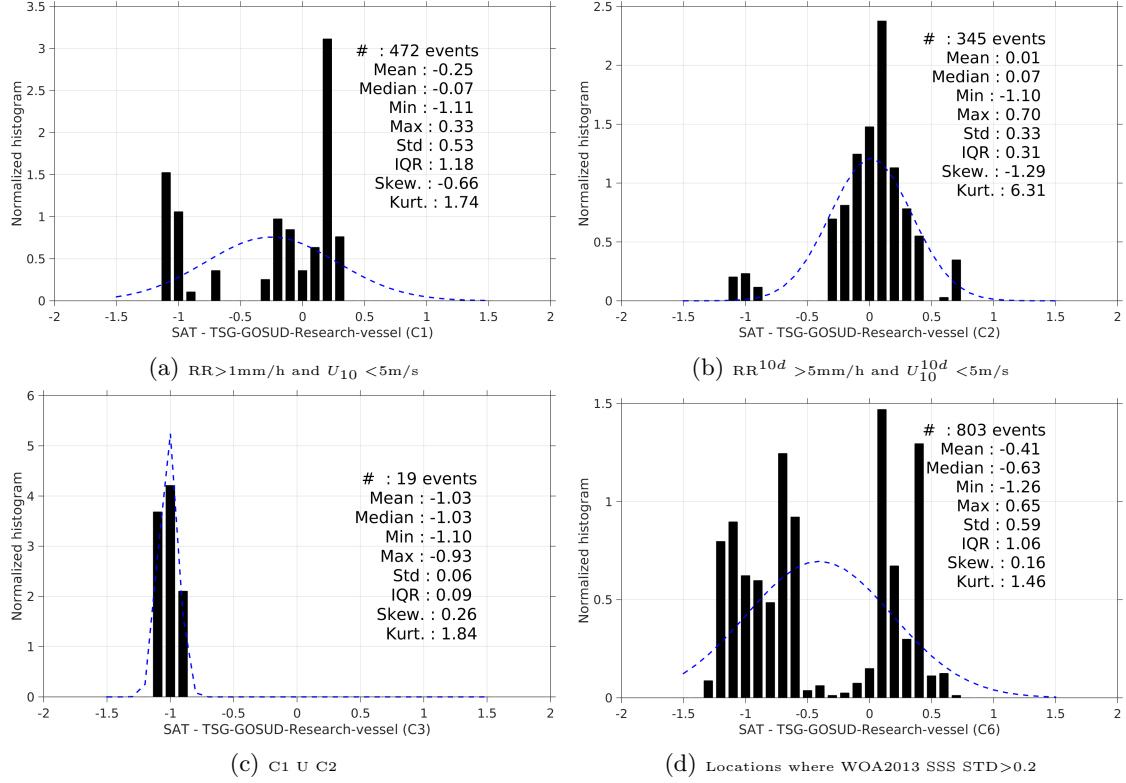 3.5
3
2.5
2
1.5
1
0.5
0
-2
-1.5
-1
-0.5
0
0.5
1
1.5
2
Normalized histogram
SAT - TSG-GOSUD-Research-vessel (C1)
# : 472 events
Mean : -0.25
Median : -0.07
Min : -1.11
Max : 0.33
Std : 0.53
IQR : 1.18
Skew. : -0.66
Kurt. : 1.74
(a) RR>1mm/h and U10 <5m/s
2.5
2
1.5
1
0.5
0
-2
-1.5
-1
-0.5
0
0.5
1
1.5
2
Normalized histogram
SAT - TSG-GOSUD-Research-vessel (C2)
# : 345 events
Mean : 0.01
Median : 0.07
Min : -1.10
Max : 0.70
Std : 0.33
IQR : 0.31
Skew. : -1.29
Kurt. : 6.31
(b) RR10d >5mm/h and U10d10 <5m/s
6
5
4
3
2
1
0
-2
-1.5
-1
-0.5
0
0.5
1
1.5
2
Normalized histogram
SAT - TSG-GOSUD-Research-vessel (C3)
# : 19 events
Mean : -1.03
Median : -1.03
Min : -1.10
Max : -0.93
Std : 0.06
IQR : 0.09
Skew. : 0.26
Kurt. : 1.84
(c) C1 U C2
1.5
1
0.5
0
-2
-1.5
-1
-0.5
0
0.5
1
1.5
2
Normalized histogram
SAT - TSG-GOSUD-Research-vessel (C6)
# : 803 events
Mean : -0.41
Median : -0.63
Min : -1.26
Max : 0.65
Std : 0.59
IQR : 1.06
Skew. : 0.16
Kurt. : 1.46
(d) Locations where WOA2013 SSS STD>0.2